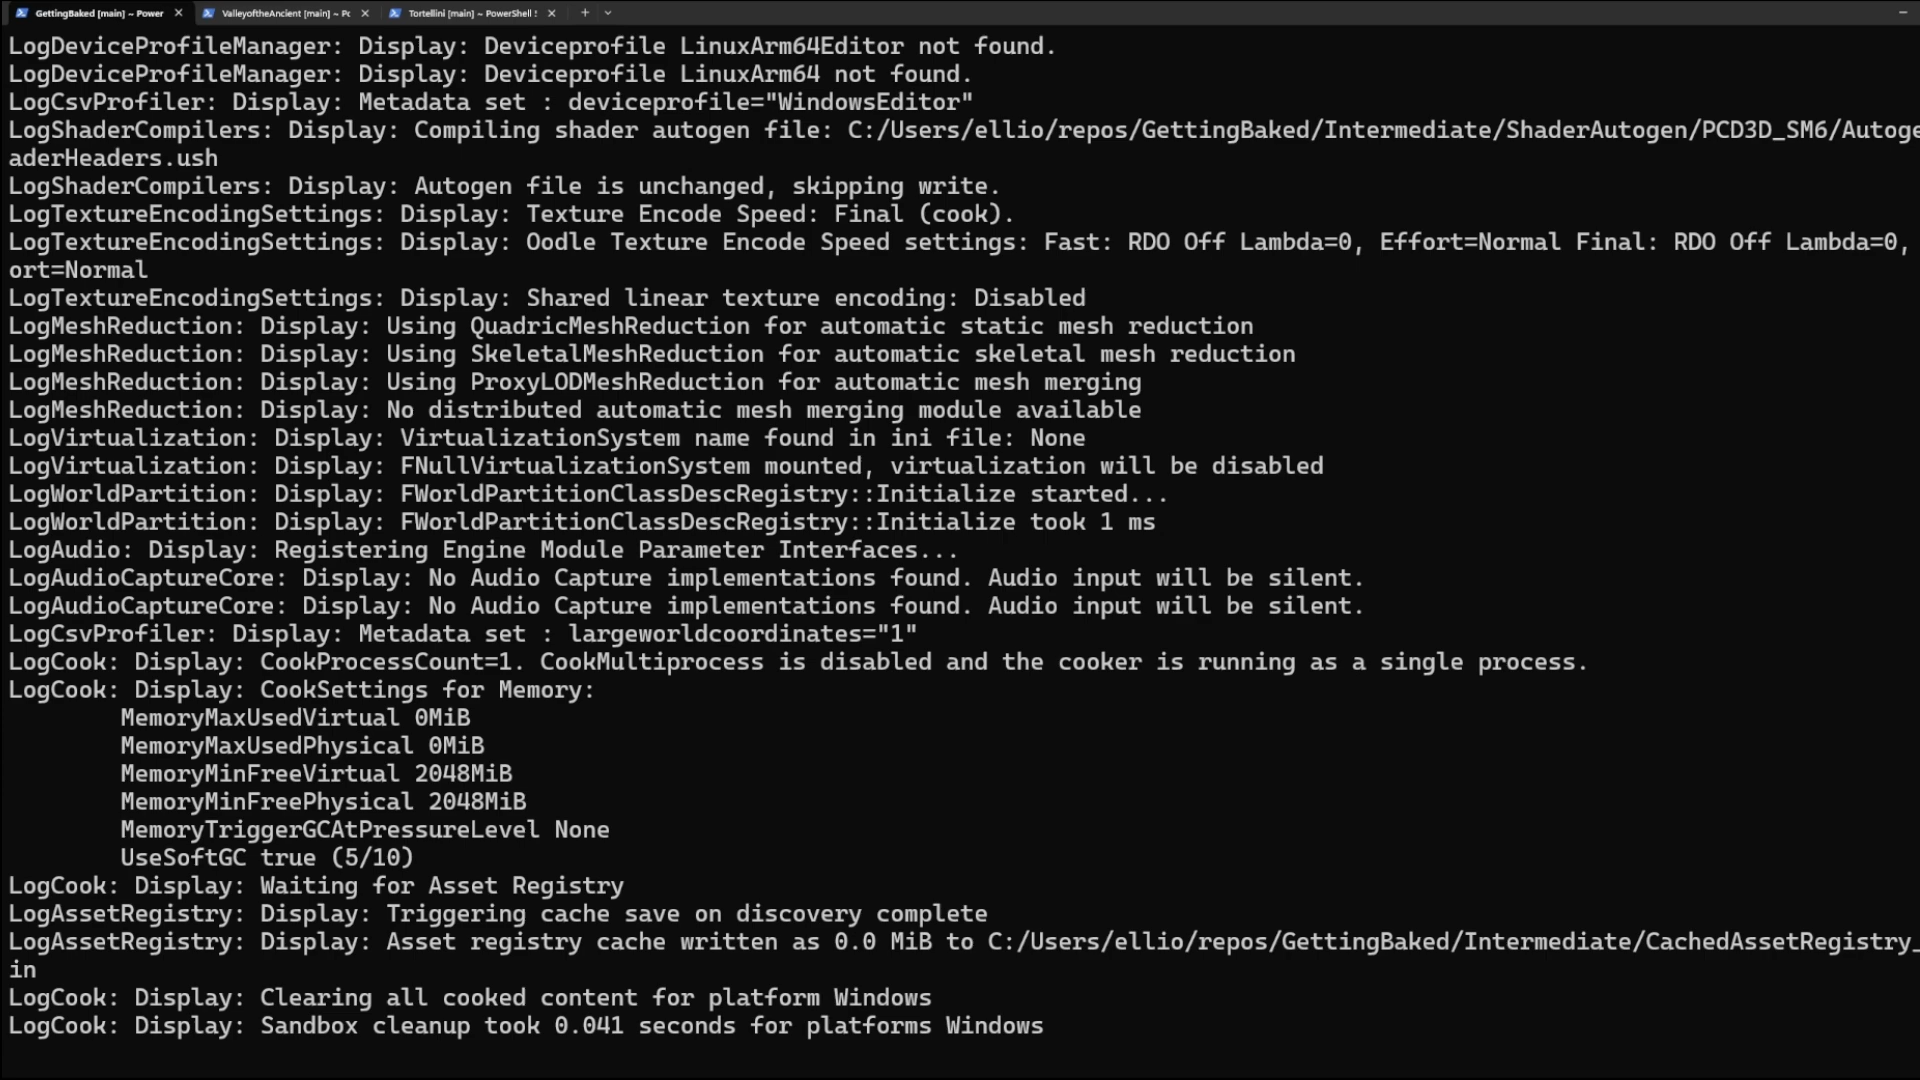 GettingBaked [main] ~ Power
ValleyoftheAncient [main] ~ Pc
Tortellini [main] ~ PowerShell
LogDeviceProfileManager: Display: Deviceprofile LinuxArm64Editor not found.
LogDeviceProfileManager: Display: Deviceprofile LinuxArm64 not found.
LogCsvProfiler: Display: Metadata set : deviceprofile="WindowsEditor"
LogShaderCompilers: Display: Compiling shader autogen file: C:/Users/ellio/repos/GettingBaked/Intermediate/ShaderAutogen/PCD3D_SM6/Autoge
aderHeaders.ush
LogShaderCompilers: Display: Autogen file is unchanged, skipping write.
LogTextureEncodingSettings: Display: Texture Encode Speed: Final (cook).
LogTextureEncodingSettings: Display: Oodle Texture Encode Speed settings: Fast: RDO Off Lambda=0, Effort=Normal Final: RDO Off Lambda=0,
ort=Normal
LogTextureEncodingSettings: Display: Shared linear texture encoding: Disabled
LogMeshReduction: Display: Using QuadricMeshReduction for automatic static mesh reduction
LogMeshReduction: Display: Using SkeletalMeshReduction for automatic skeletal mesh reduction
LogMeshReduction: Display: Using ProxyLODMeshReduction for automatic mesh merging
LogMeshReduction: Display: No distributed automatic mesh merging module available
LogVirtualization: Display: VirtualizationSystem name found in ini file: None
LogVirtualization: Display: FNullVirtualizationSystem mounted, virtualization will be disabled
LogWorldPartition: Display: FWorldPartitionClassDescRegistry::Initialize started...
LogWorldPartition: Display: FWorldPartitionClassDescRegistry::Initialize took 1 ms
LogAudio: Display: Registering Engine Module Parameter Interfaces...
LogAudioCaptureCore: Display: No Audio Capture implementations found. Audio input will be silent.
LogAudioCaptureCore: Display: No Audio Capture implementations found. Audio input will be silent.
LogCsvProfiler: Display: Metadata set : largeworldcoordinates="1"
LogCook: Display: CookProcessCount=1. CookMultiprocess is disabled and the cooker is running as a single process.
LogCook: Display: CookSettings for Memory:
MemoryMaxUsedVirtual 0MiB
MemoryMaxUsedPhysical 0MiB
MemoryMinFreeVirtual 2048MiB
MemoryMinFreePhysical 2048MiB
MemoryTriggerGCAtPressureLevel None
UseSoftGC true (5/10)
LogCook: Display: Waiting for Asset Registry
LogAssetRegistry: Display: Triggering cache save on discovery complete
LogAssetRegistry: Display: Asset registry cache written as 0.0 MiB to C:/Users/ellio/repos/GettingBaked/Intermediate/CachedAssetRegistry_
in
LogCook: Display: Clearing all cooked content for platform Windows
LogCook: Display: Sandbox cleanup took 0.041 seconds for platforms Windows